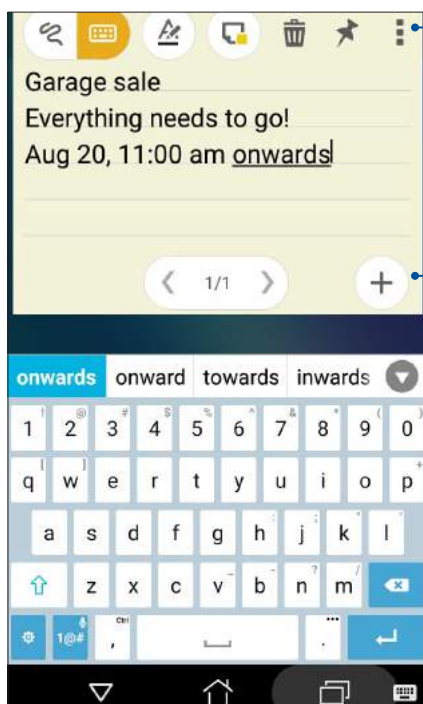 Garage sale
Everything needs to go!
Aug 20, 11:00 am onwards
1/1
+
onwards onward towards inwards
! @ # $ % ^ & * ( )
1 2 3 4 5 6 7 8 9 0
[ ] +
q w e r t y u i o p
: ; " '
a s d f g h j k l
_ - ? /
z x c v b n m
Ctrl ...
1@# , .